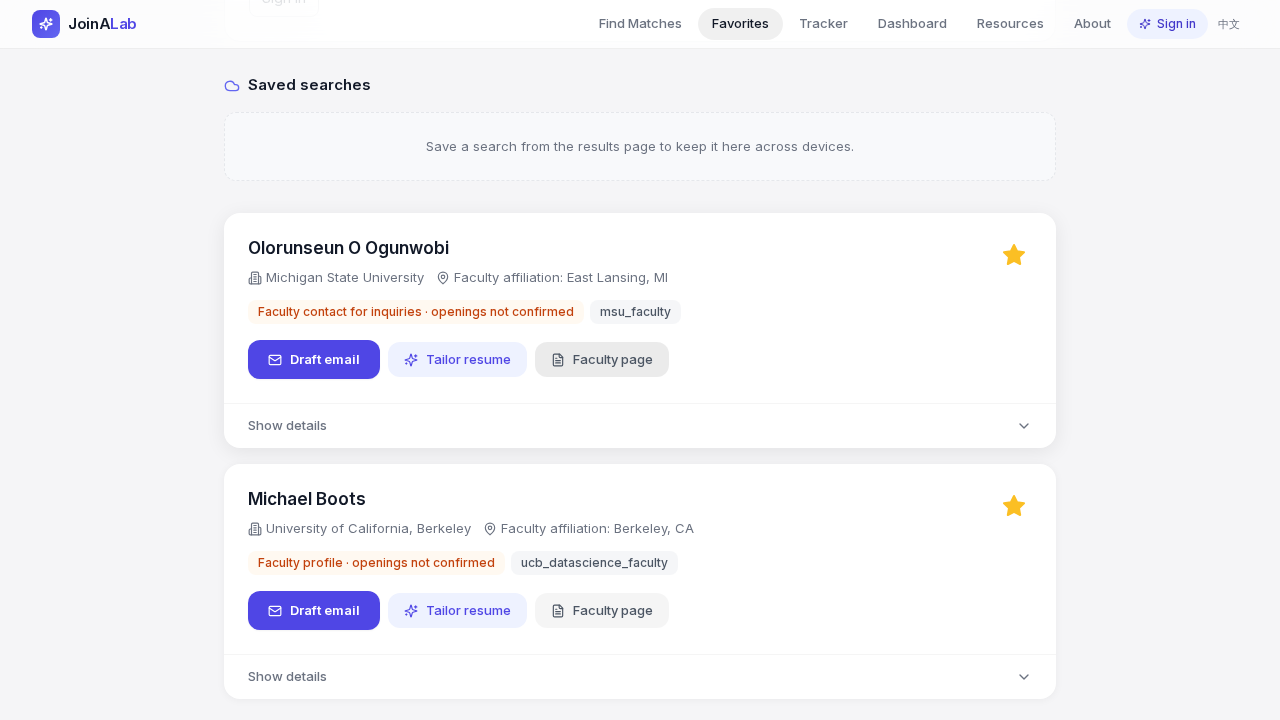 JoinALab
Find Matches
Favorites
Tracker
Dashboard
Resources
About
Sign in
中文
Saved searches
Save a search from the results page to keep it here across devices.
Olorunseun O Ogunwobi
Michigan State University Faculty affiliation: East Lansing, MI
Faculty contact for inquiries · openings not confirmed msu_faculty
Draft email Tailor resume Faculty page
Show details
Michael Boots
University of California, Berkeley Faculty affiliation: Berkeley, CA
Faculty profile · openings not confirmed ucb_datascience_faculty
Draft email Tailor resume Faculty page
Show details